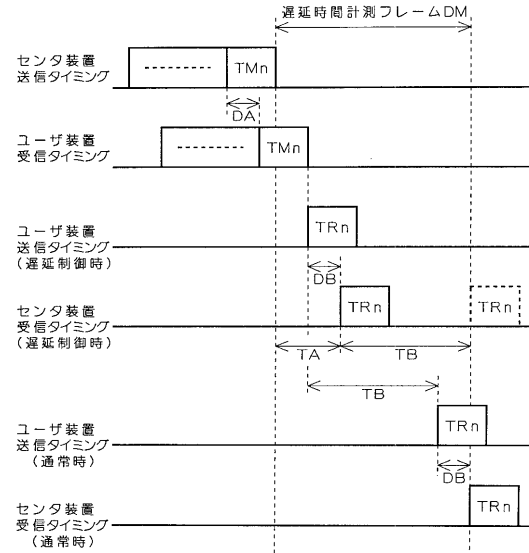 遅延時間計測フレームDM
センタ装置
送信タイミング
TMn
DA
ユーザ装置
受信タイミング
TMn
ユーザ装置
送信タイミング
(遅延制御時)
TRn
DB
センタ装置
受信タイミング
(遅延制御時)
TRn
TRn
TA
TB
TB
ユーザ装置
送信タイミング
(通常時)
TRn
DB
センタ装置
受信タイミング
(通常時)
TRn